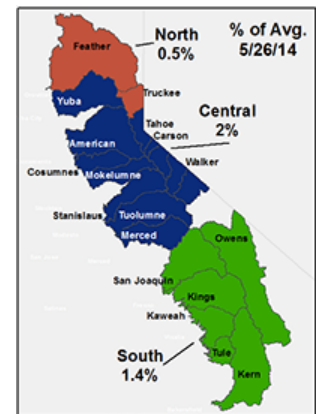 % of Avg.
5/26/14
North
0.5%
Feather
Truckee
Yuba
Tahoe
Carson
Central
2%
American
Walker
Cosumnes
Mokelumne
Stanislaus
Tuolumne
Merced
Owens
San Joaquin
Kings
Kaweah
South
1.4%
Tule
Kern